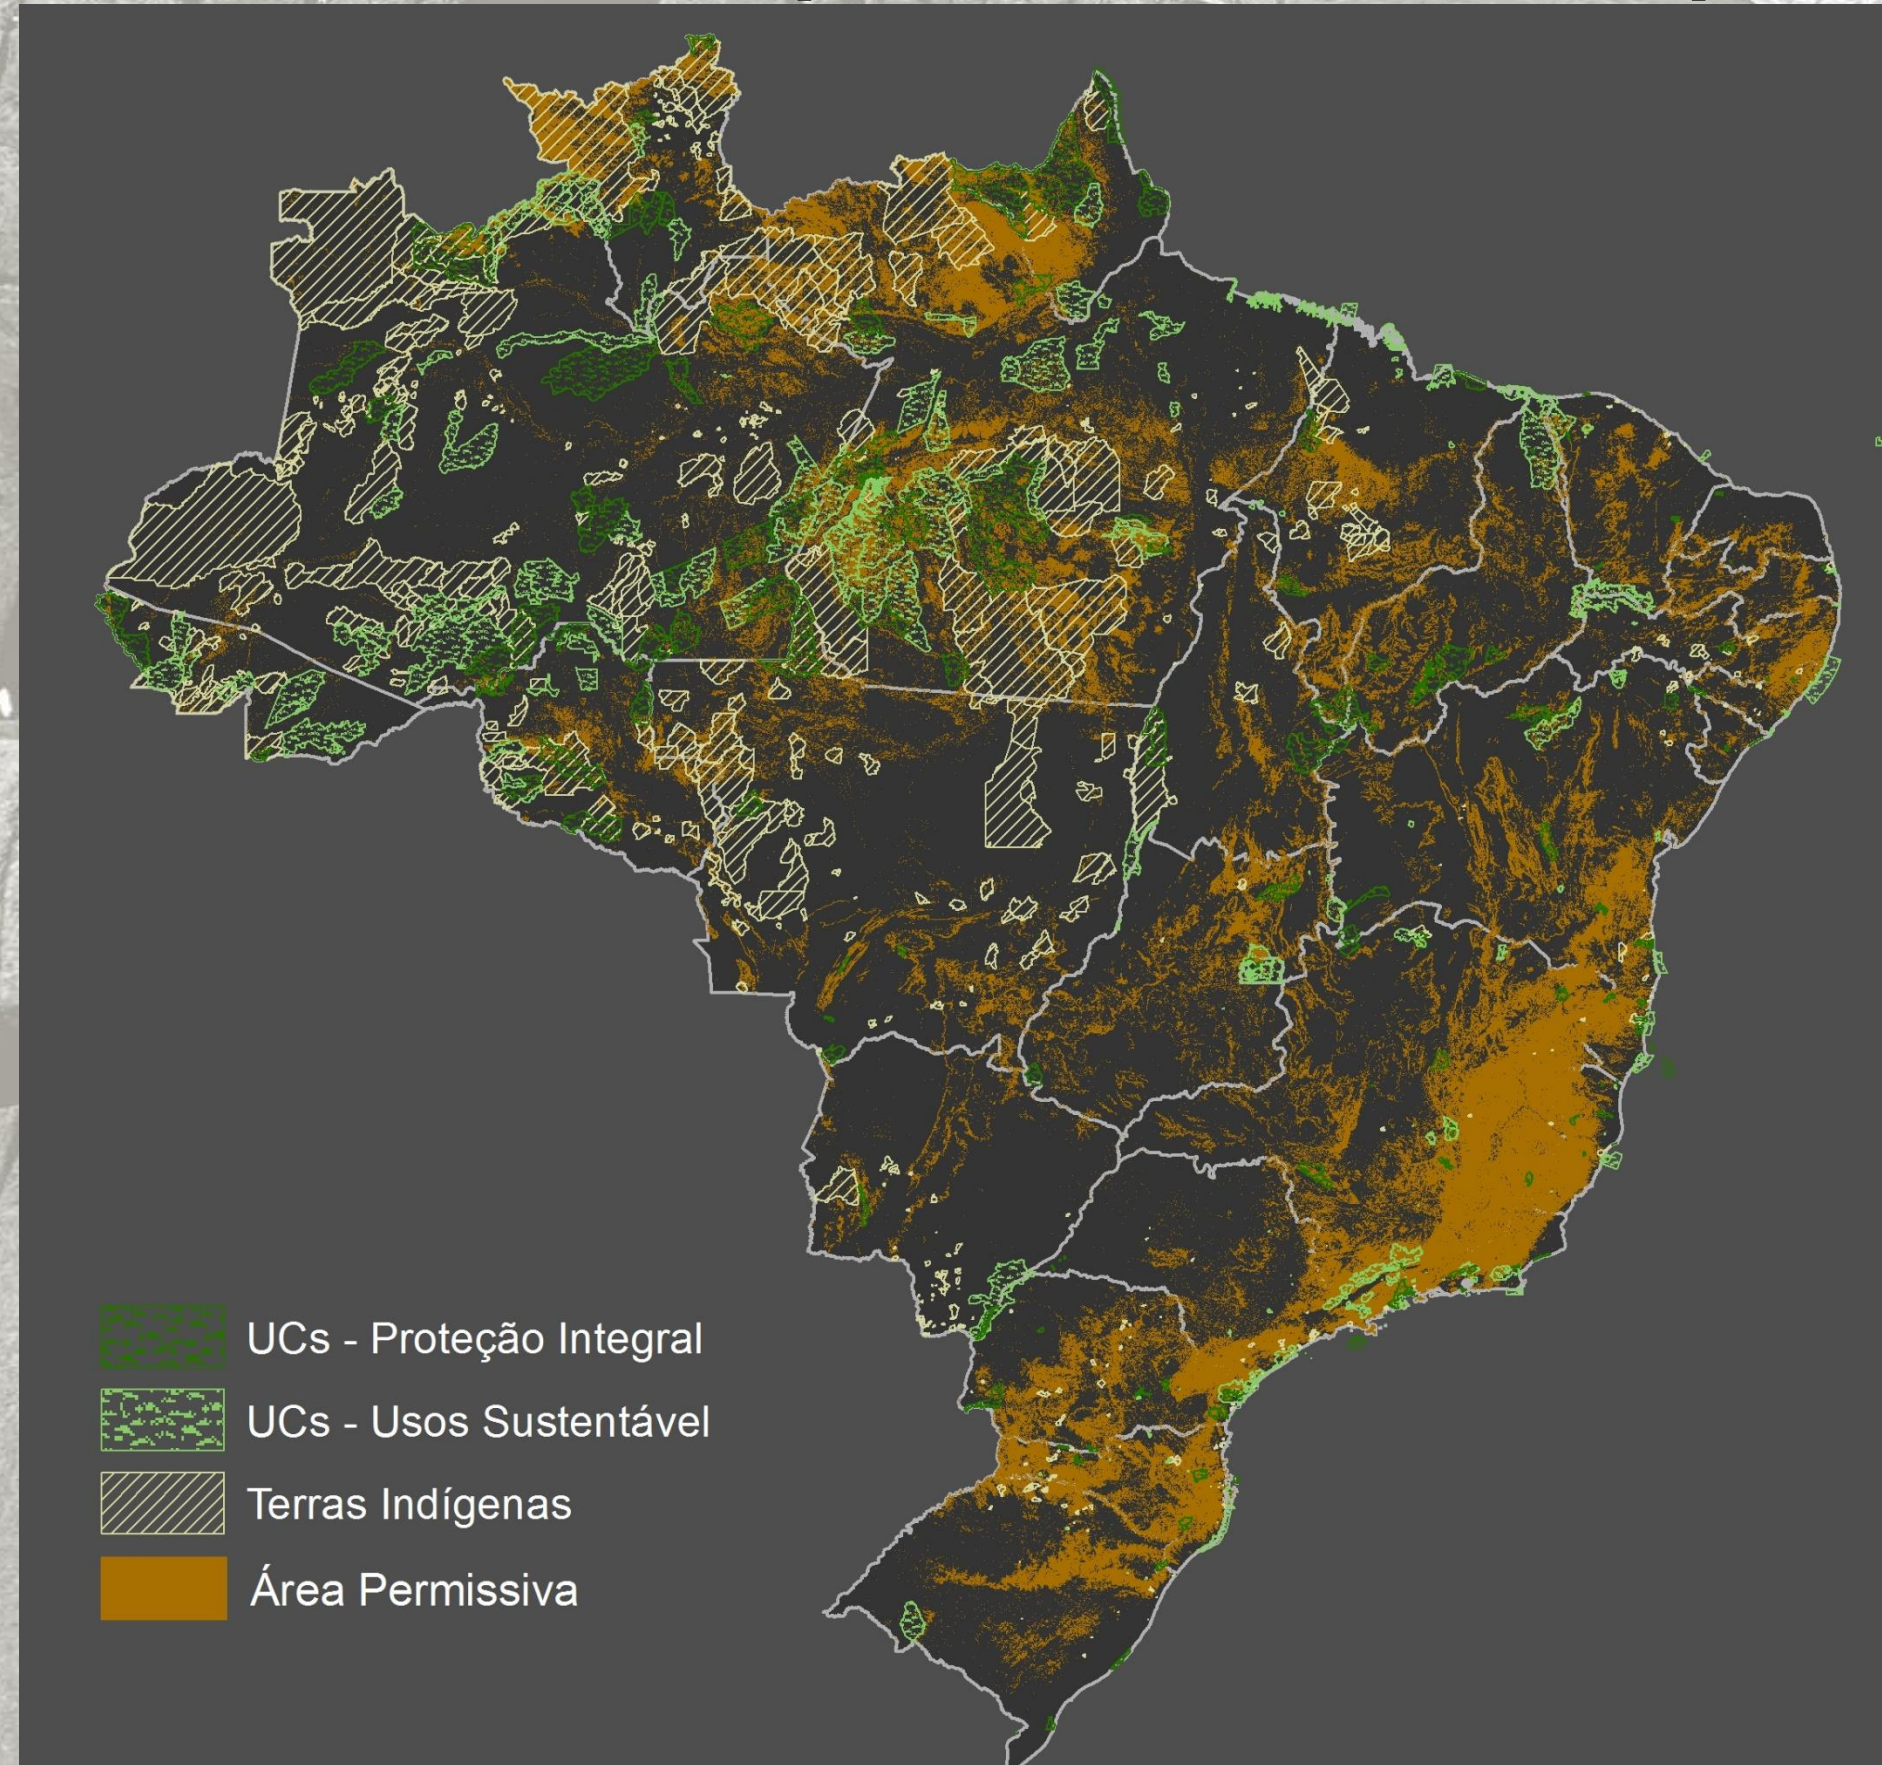 UCs - Proteção Integral
UCs - Usos Sustentável
Terras Indígenas
Área Permissiva